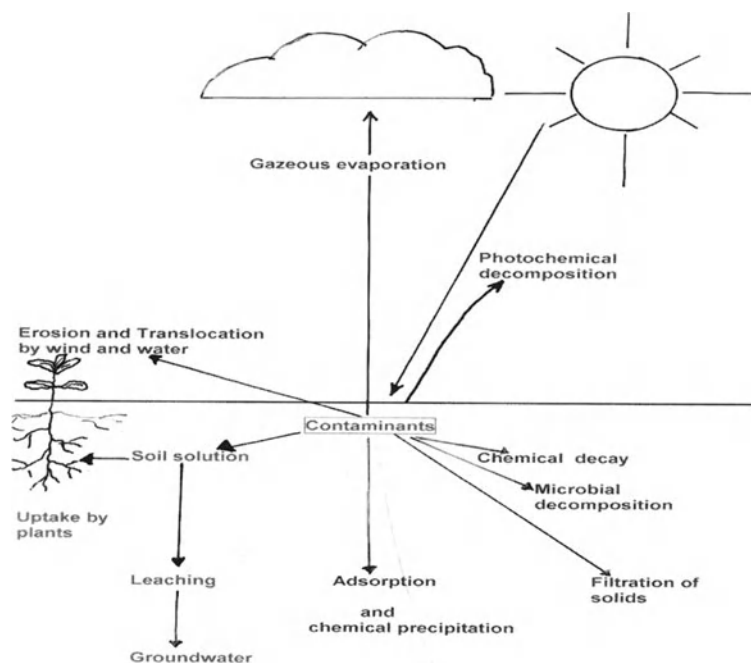 Gazeous evaporation
Photochemical
decomposition
Erosion and Translocation
by wind and water
Contaminants
Soil solution
Chemical decay
Microbial
decomposition
Uptake by
plants
Leaching
Adsorption
and
chemical precipitation
Filtration of
solids
Groundwater